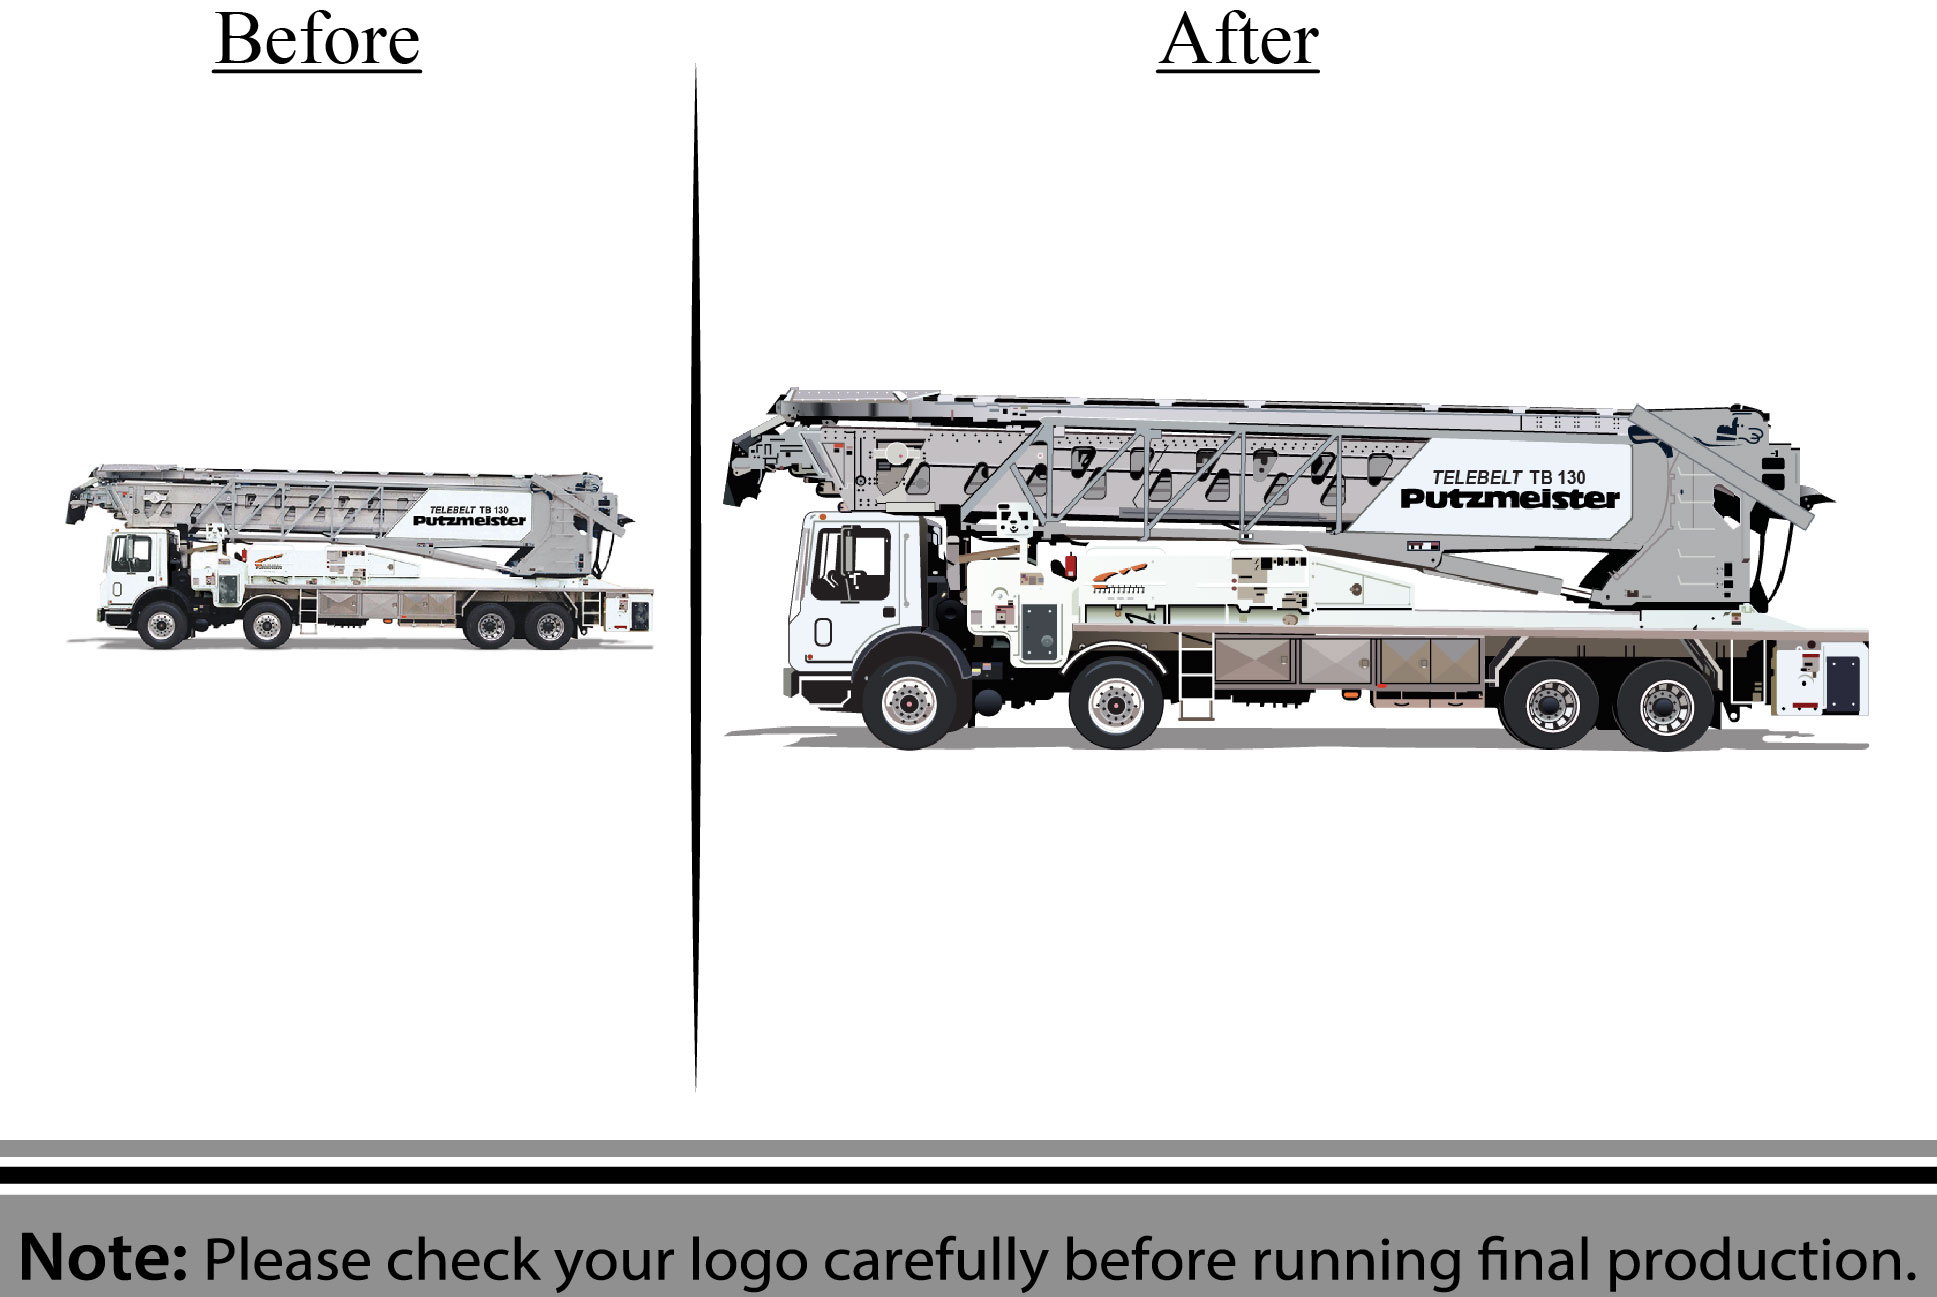 Before
After
TELEBELT TB 130
Putzmeister
TELEBELT TB 130
Putzmeister
Note: Please check your logo carefully before running final production.